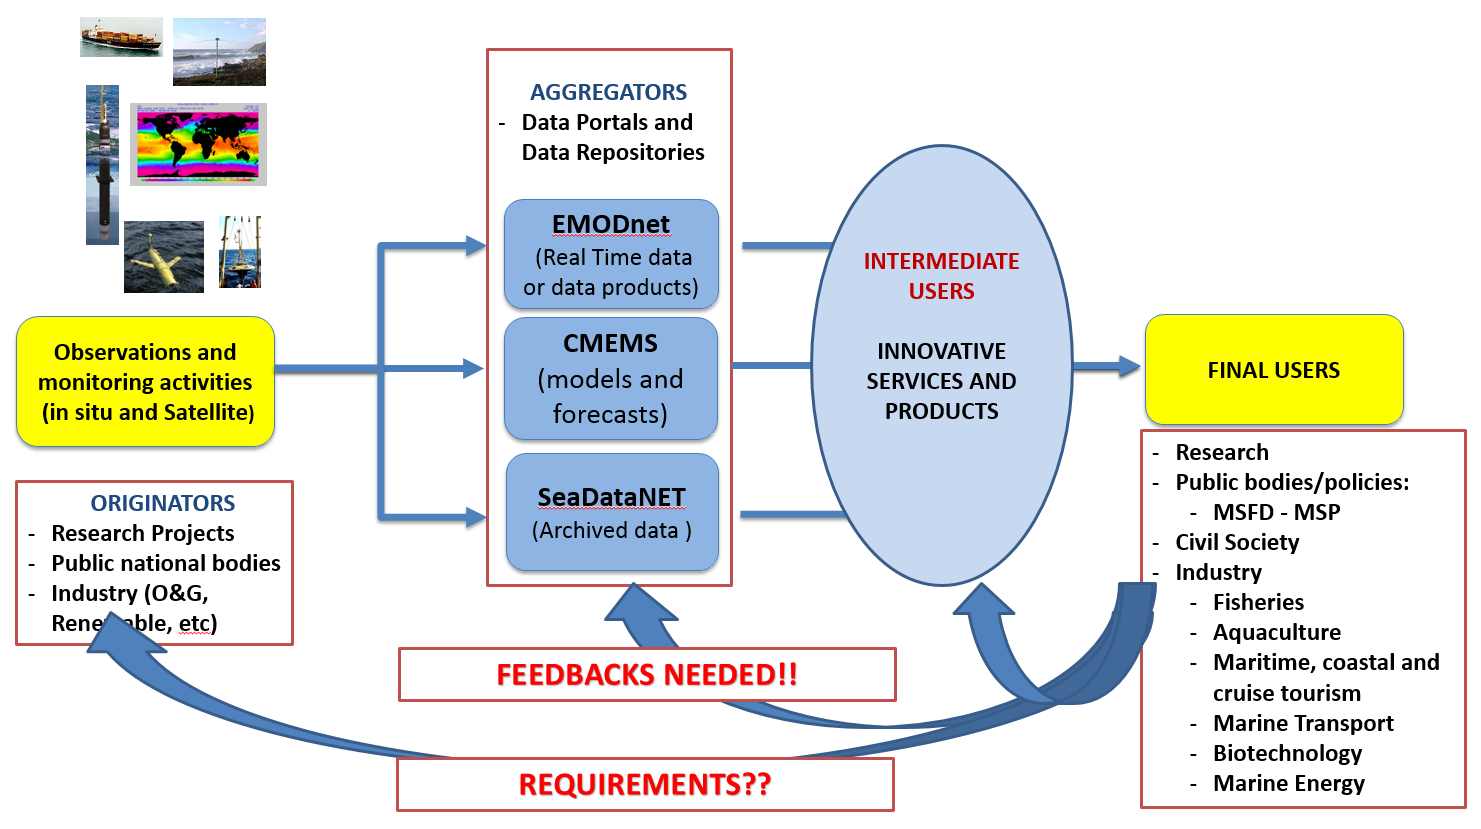 AGGREGATORS
- Data Portals and
Data Repositories
EMODnet
(Real Time data
or data products)
CMEMS
(models and
forecasts)
SeaDataNET
(Archived data )
Observations and
monitoring activities
(in situ and Satellite)
ORIGINATORS
- Research Projects
- Public national bodies
- Industry (O&G,
etc)
INTERMEDIATE
USERS
INNOVATIVE
SERVICES AND
PRODUCTS
FINAL USERS
- Research
- Public bodies/policies:
- MSFD - MSP
- Civil Society
- Industry
- Fisheries
- Aquaculture
- Maritime, coastal and
cruise tourism
- Marine Transport
- Biotechnology
- Marine Energy
FEEDBACKS NEEDED!!
REQUIREMENTS??